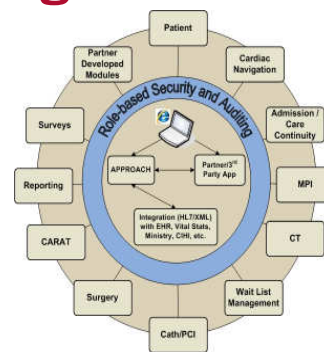 Patient
Partner
Developed
Modules
Cardiac
Navigation
Role-based Security and Auditing
Surveys
Admission /
Care
Continuity
APPROACH
Partner/3rd
Party App
Reporting
MPI
Integration (HL7/XML)
with EHR, Vital Stats,
Ministry, CIHI, etc.
CARAT
CT
Surgery
Wait List
Management
Cath/PCI